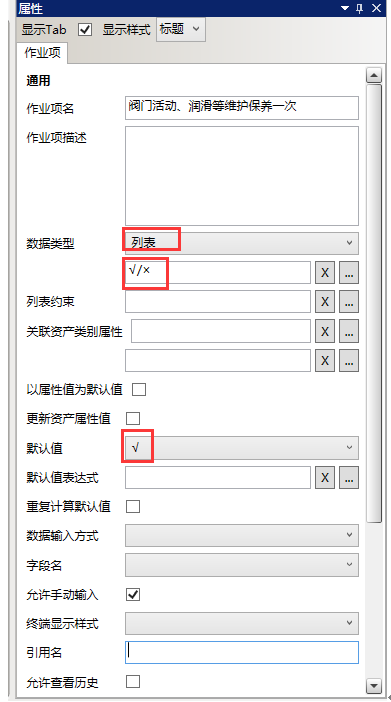 属性
显示Tab 显示样式 标题
作业项
通用
作业项名 阀门活动、润滑等维护保养一次
作业项描述
数据类型 列表
√/× X ...
列表约束
关联资产类别属性 X ...
X ...
以属性值为默认值
更新资产属性值
默认值 √
默认值表达式 X ...
重复计算默认值
数据输入方式
字段名
允许手动输入
终端显示样式
引用名
允许查看历史